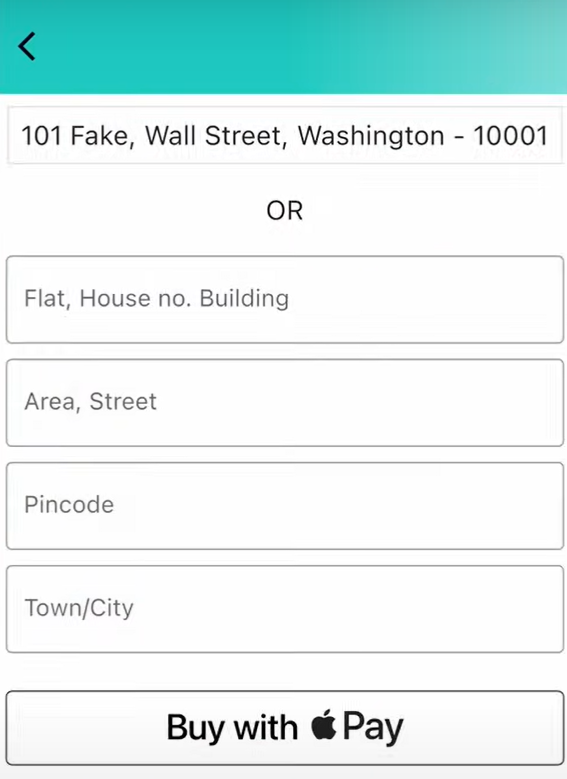 101 Fake, Wall Street, Washington - 10001
OR
Flat, House no. Building
Area, Street
Pincode
Town/City
Buy with Pay